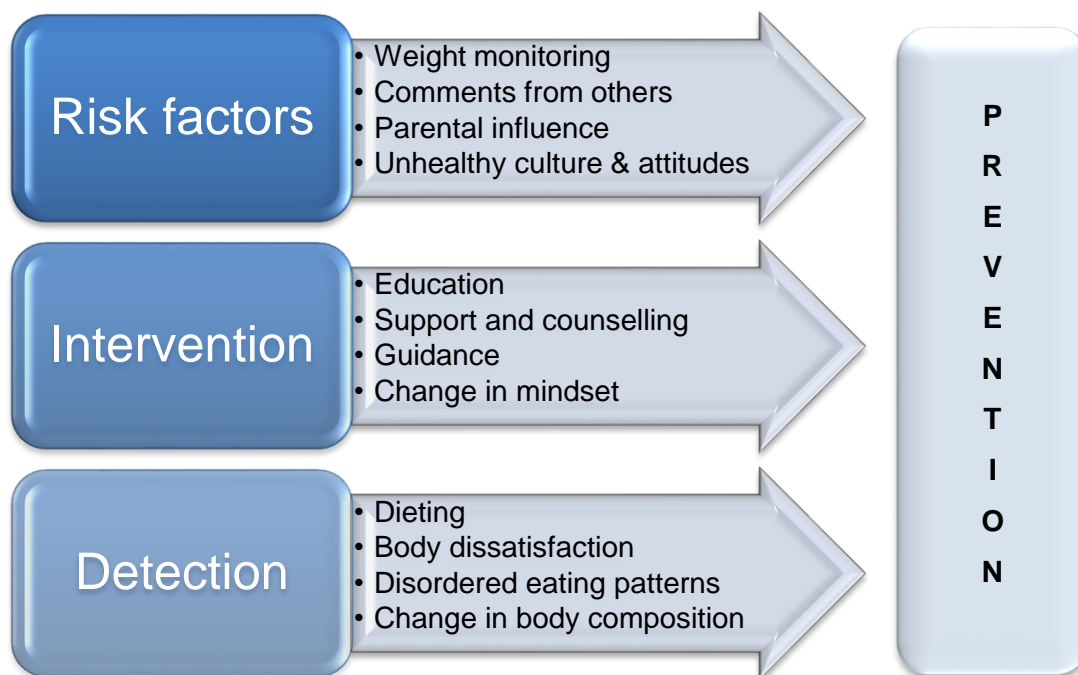 Risk factors
• Weight monitoring
• Comments from others
• Parental influence
• Unhealthy culture & attitudes
Intervention
• Education
• Support and counselling
• Guidance
• Change in mindset
Detection
• Dieting
• Body dissatisfaction
• Disordered eating patterns
• Change in body composition
P
R
E
V
E
N
T
I
O
N